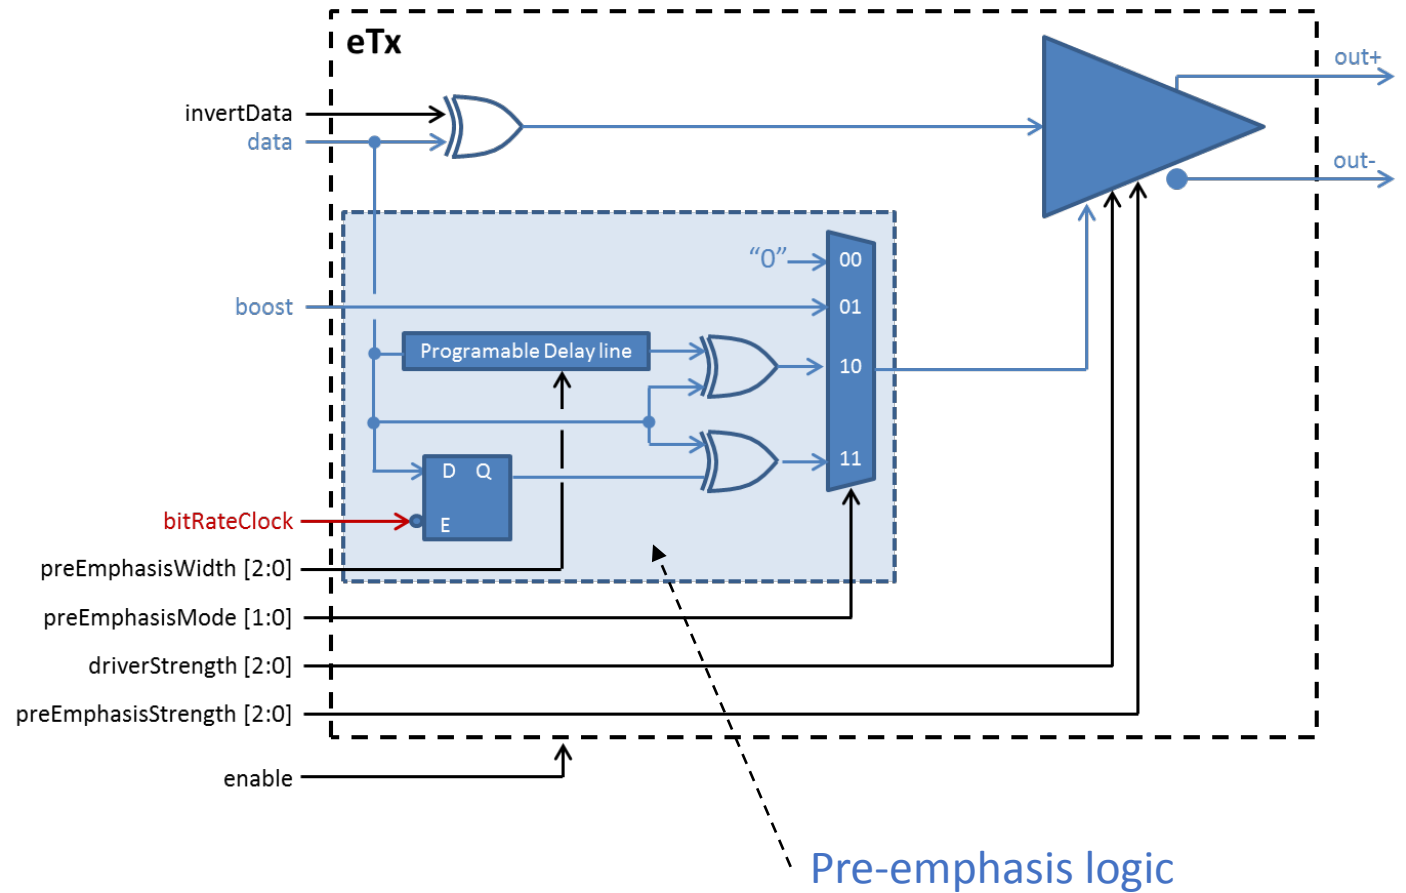 eTx
out+
invertData
data
out-
"0"
00
boost
01
Programable Delay line
10
11
D Q
bitRateClock
E
preEmphasisWidth [2:0]
preEmphasisMode [1:0]
driverStrength [2:0]
preEmphasisStrength [2:0]
enable
Pre-emphasis logic